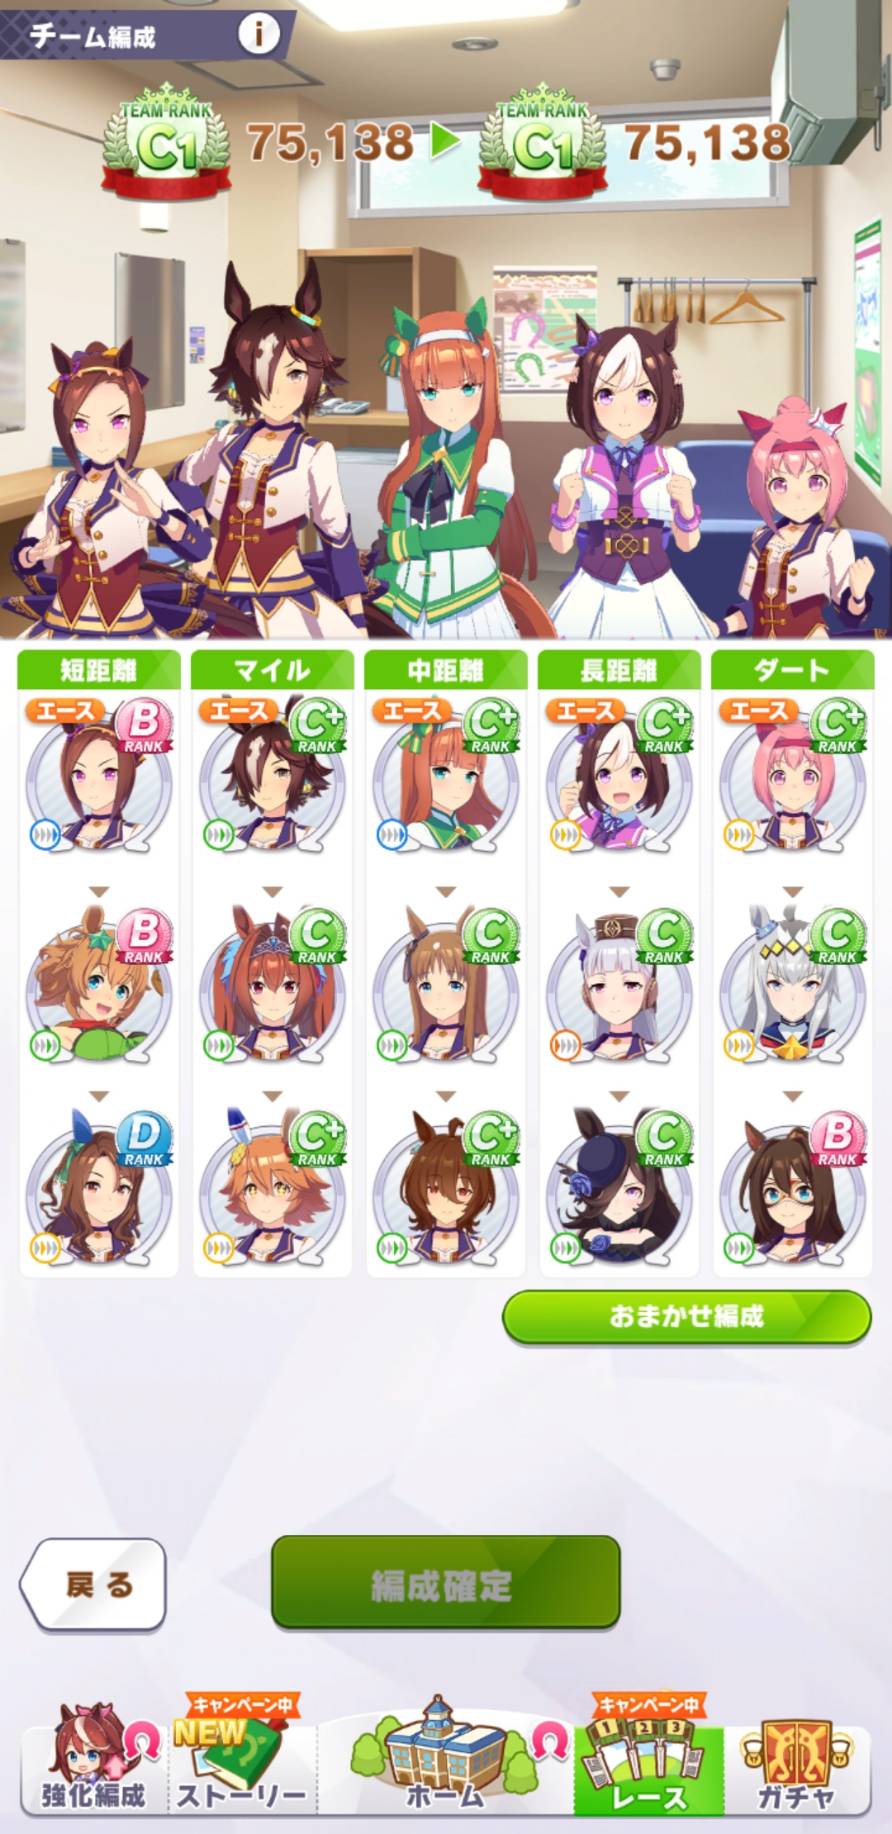 チーム編成
i
TEAM RANK
C1
75,138
TEAM RANK
C1
75,138
短距離
マイル
中距離
長距離
ダート
エース
B
RANK
エース
C+
RANK
エース
C+
RANK
エース
C+
RANK
エース
C+
RANK
B
RANK
C
RANK
C
RANK
C
RANK
C
RANK
D
RANK
C+
RANK
C+
RANK
C
RANK
B
RANK
おまかせ編成
戻る
編成確定
キャンペーン中
キャンペーン中
NEW
1 2 3
強化編成
ストーリー
ホーム
レース
ガチャ